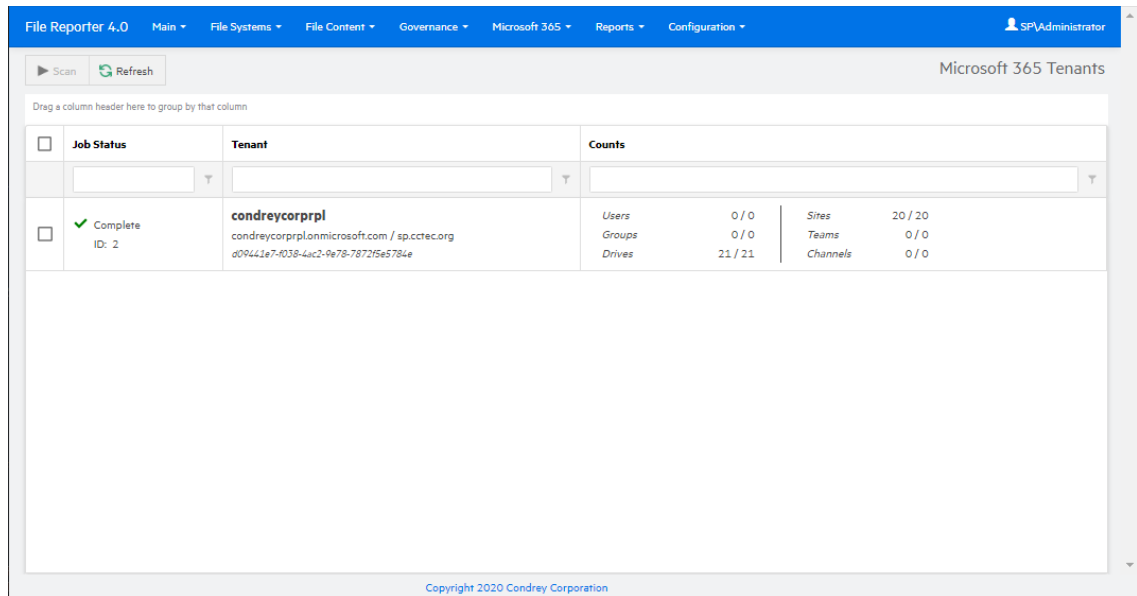 File Reporter 4.0 Main File Systems File Content Governance Microsoft 365 Reports Configuration SP\Administrator
Scan Refresh Microsoft 365 Tenants
Drag a column header here to group by that column
Job Status Tenant Counts
Complete
ID: 2
condreycorprpl
condreycorprpl.onmicrosoft.com / sp.cctec.org
d09441e7-f038-4ac2-9e78-7872f5e5784e
Users 0 / 0 Sites 20 / 20
Groups 0 / 0 Teams 0 / 0
Drives 21 / 21 Channels 0 / 0
Copyright 2020 Condrey Corporation